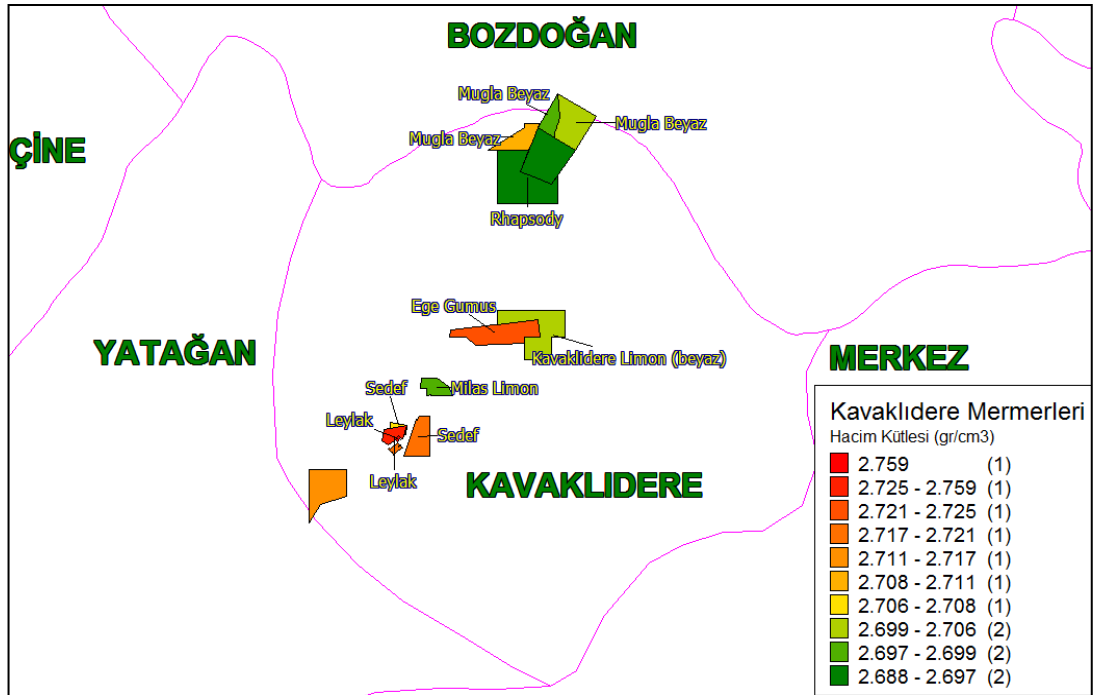 BOZDOĞAN
Mugla Beyaz
Mugla Beyaz
Mugla Beyaz
ÇİNE
Rhapsody
Ege Gumus
YATAĞAN
Kavaklidere Limon (beyaz)
MERKEZ
Sedef
Milas Limon
Leylak
Sedef
Leylak
KAVAKLIDERE
Kavaklıdere Mermerleri
Hacim Kütlesi (gr/cm3)
2.759 (1)
2.725 - 2.759 (1)
2.721 - 2.725 (1)
2.717 - 2.721 (1)
2.711 - 2.717 (1)
2.708 - 2.711 (1)
2.706 - 2.708 (1)
2.699 - 2.706 (2)
2.697 - 2.699 (2)
2.688 - 2.697 (2)